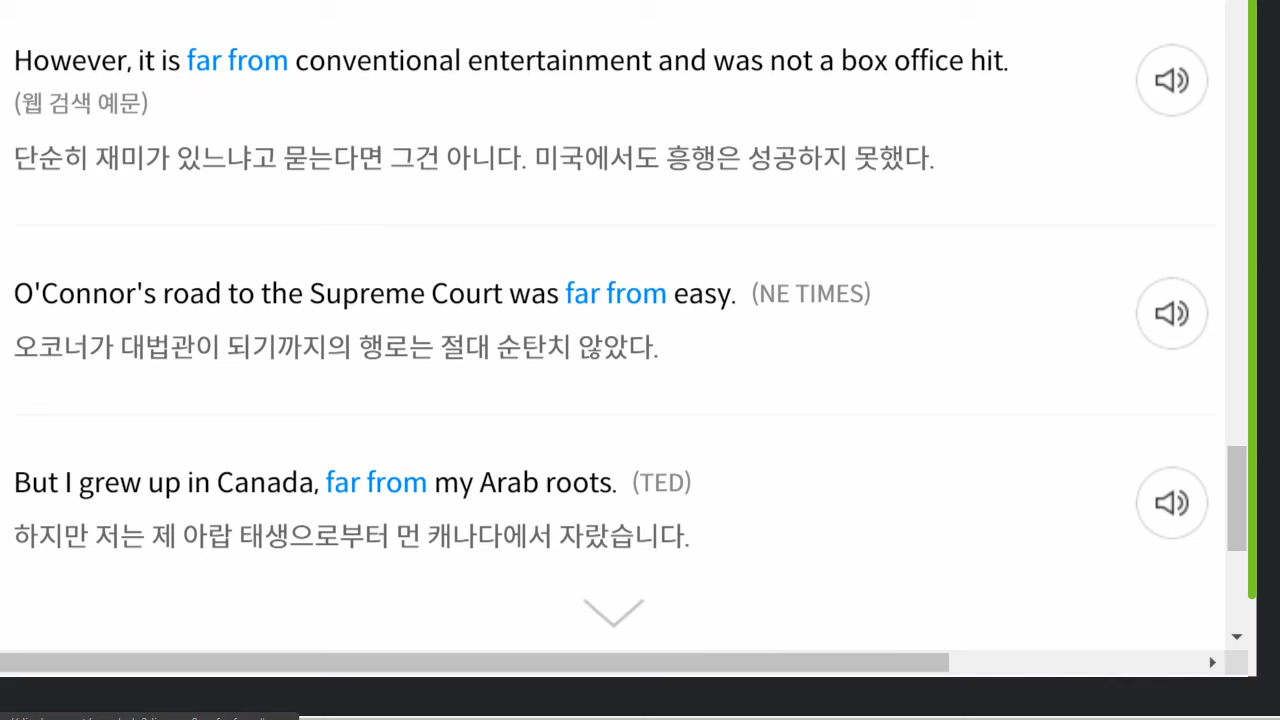 However, it is far from conventional entertainment and was not a box office hit.
(웹 검색 예문)
단순히 재미가 있느냐고 묻는다면 그건 아니다. 미국에서도 흥행은 성공하지 못했다.
O'Connor's road to the Supreme Court was far from easy. (NE TIMES)
오코너가 대법관이 되기까지의 행로는 절대 순탄치 않았다.
But I grew up in Canada, far from my Arab roots. (TED)
하지만 저는 제 아랍 태생으로부터 먼 캐나다에서 자랐습니다.